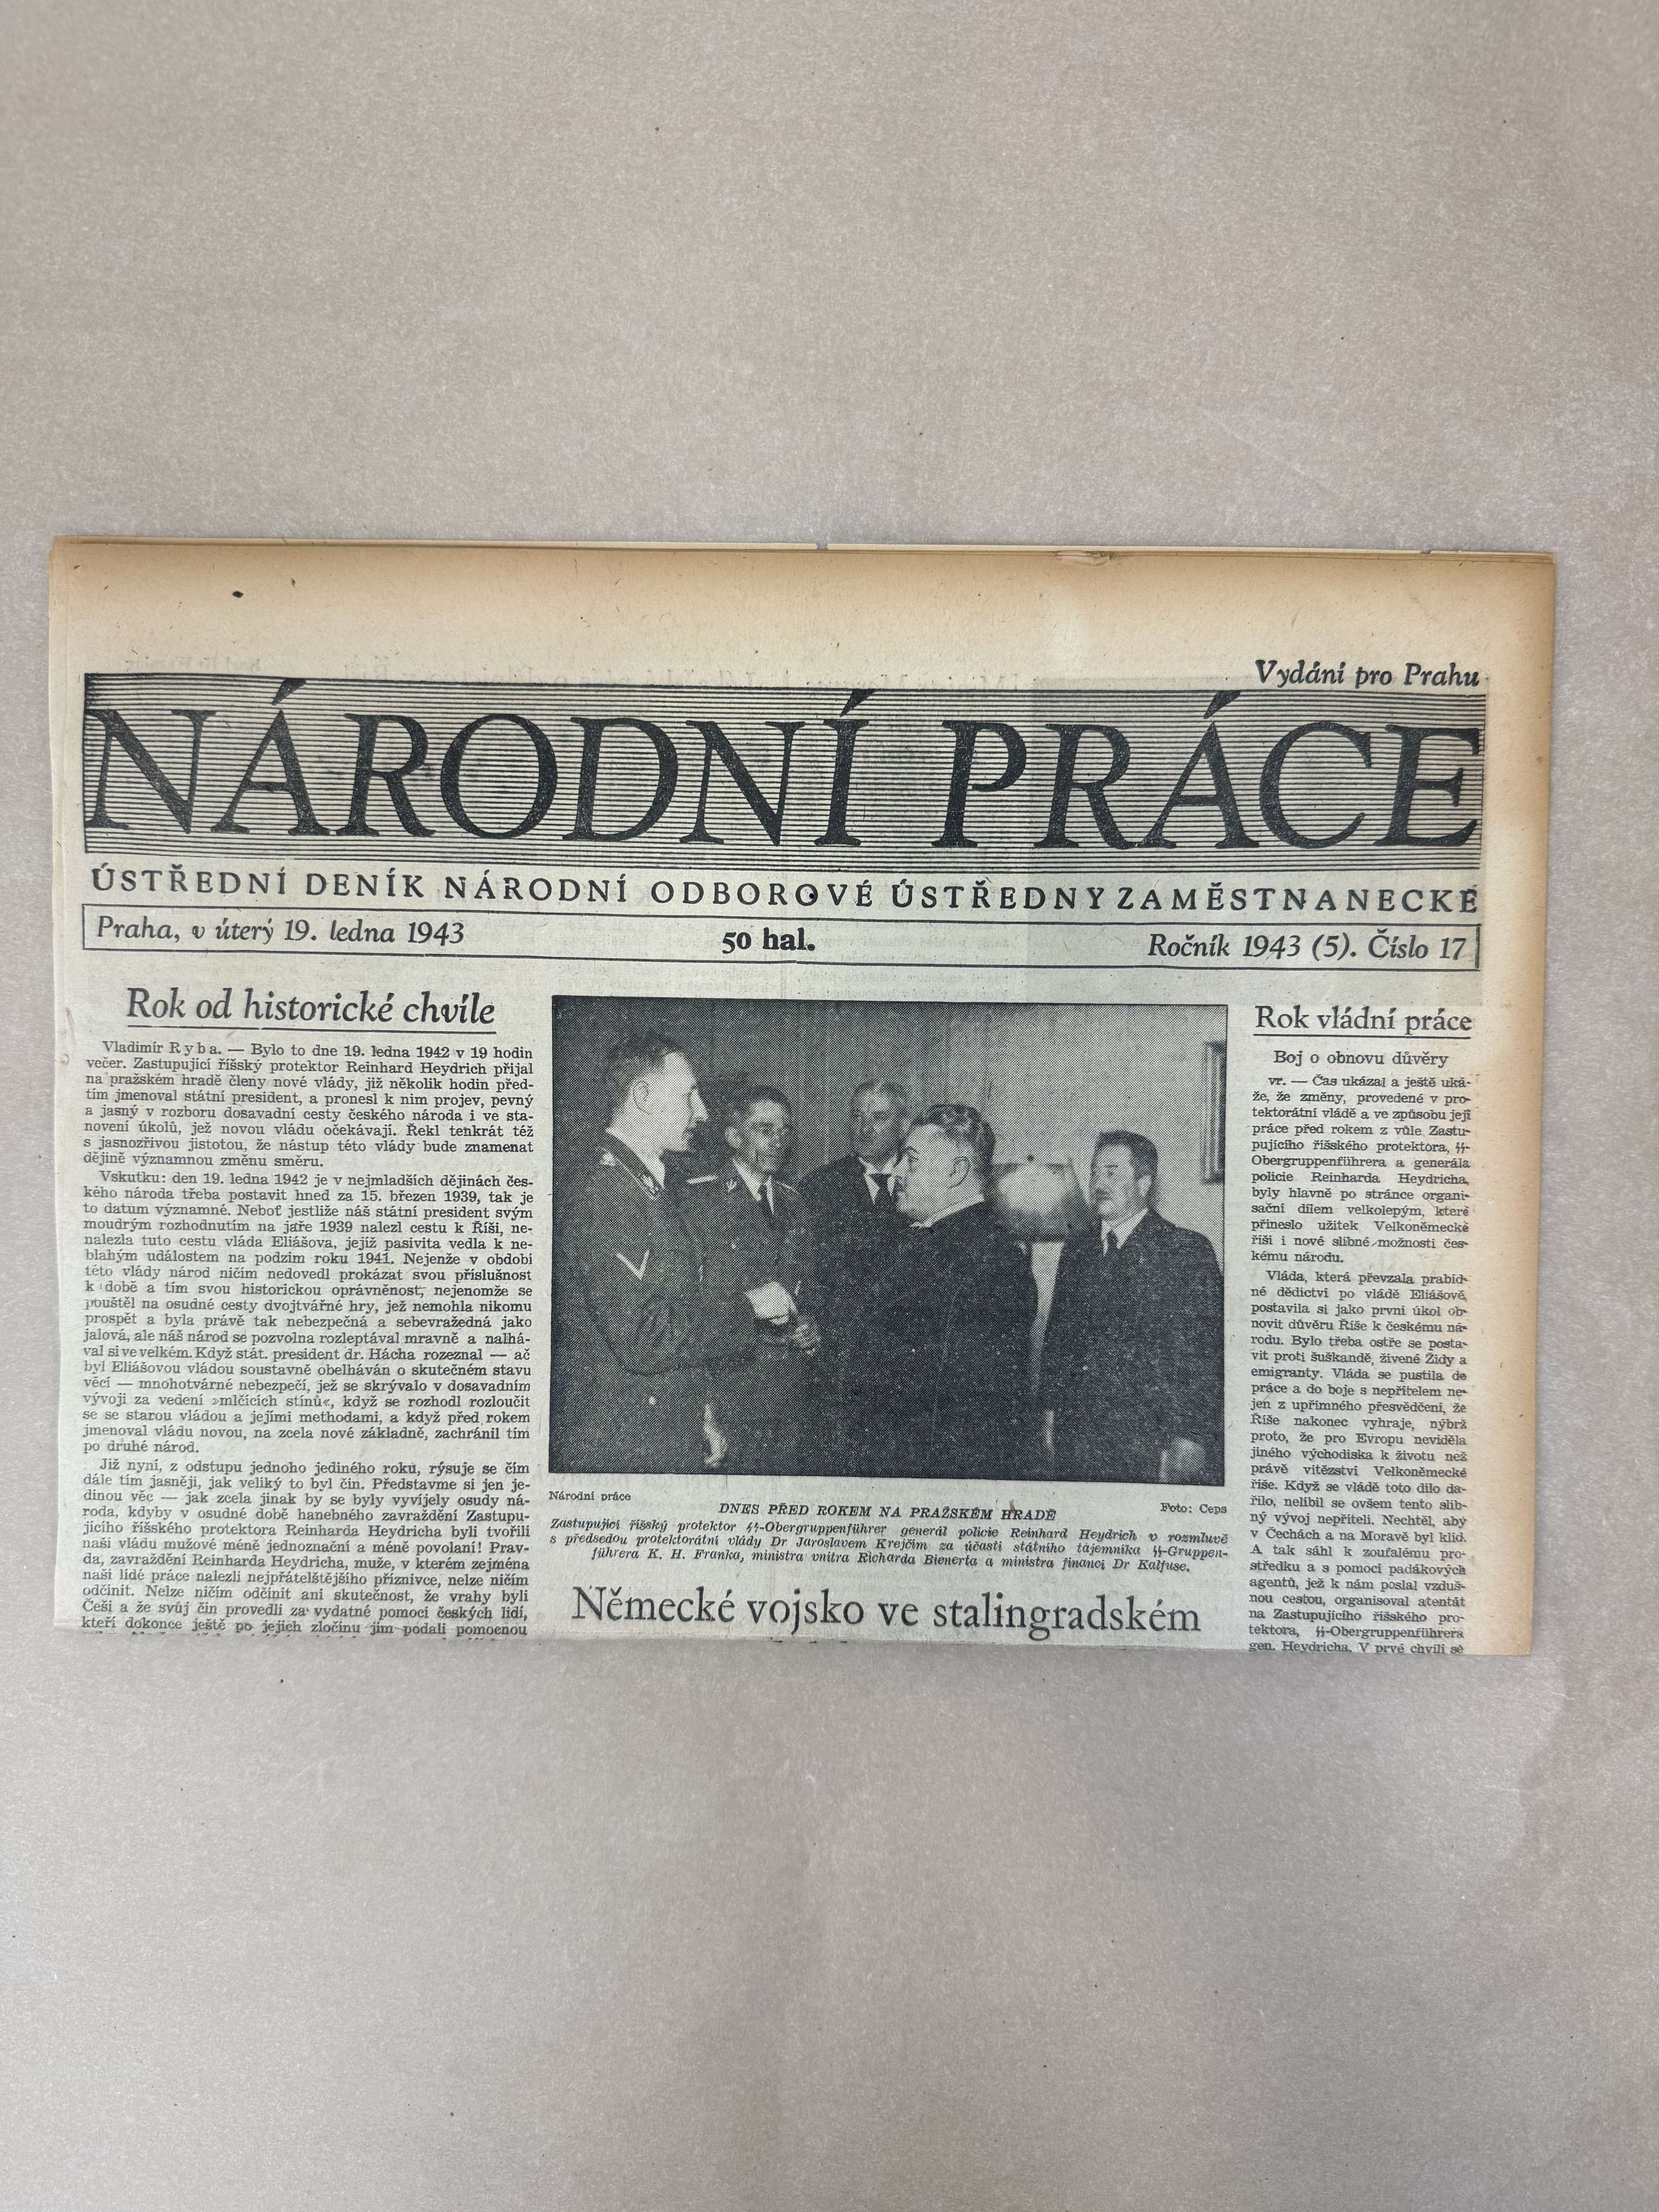 Vydání pro Prahu
NÁRODNÍ PRÁCE
ÚSTŘEDNÍ DENÍK NÁRODNÍ ODBOROVÉ ÚSTŘEDNY ZAMĚSTNANECKÉ
Praha, v úterý 19. ledna 1943
50 hal.
Ročník 1943 (5). Číslo 17
Rok od historické chvíle
Vladimír Ryba. — Bylo to dne 19. ledna 1942 v 19 hodin
večer. Zastupující říšský protektor Reinhard Heydrich přijal
na pražském hradě členy nové vlády, již několik hodin před-
tím jmenoval státní president, a pronesl k nim projev, pevný
a jasný v rozboru dosavadní cesty českého národa i ve sta-
novení úkolů, jež novou vládu očekávají. Řekl tenkrát též
s jasnozřivou jistotou, že nástup této vlády bude znamenat
dějině významnou změnu směru.
Vskutku: den 19. ledna 1942 je v nejmladších dějinách čes-
kého národa třeba postavit hned za 15. březen 1939, tak je
to datum významné. Neboť jestliže náš státní president svým
moudrým rozhodnutím na jaře 1939 nalezl cestu k Říši, ne-
nalezla tuto cestu vláda Eliášova, jejíž pasivita vedla k ne-
blahým událostem na podzim roku 1941. Nejenže v období
této vlády národ ničím nedovedl prokázat svou příslušnost
k době a tím svou historickou oprávněnost, nejenomže se
pouštěl na osudné cesty dvojtvářné hry, jež nemohla nikomu
prospět a byla právě tak nebezpečná a sebevražedná jako
jalová, ale náš národ se pozvolna rozleptával mravně a nalhá-
val si ve velkém. Když stát. president dr. Hácha rozeznal — ač
byl Eliášovou vládou soustavně obelháván o skutečném stavu
věcí — mnohotvárné nebezpečí, jež se skrývalo v dosavadním
vývoji za vedení »mlčících stínů«, když se rozhodl rozloučit
se se starou vládou a jejími methodami, a když před rokem
jmenoval vládu novou, na zcela nové základně, zachránil tím
po druhé národ.
Již nyní, z odstupu jednoho jediného roku, rýsuje se čím
dále tím jasněji, jak veliký to byl čin. Představme si jen je-
dinou věc — jak zcela jinak by se byly vyvíjely osudy ná-
roda, kdyby v osudné době hanebného zavraždění Zastupu-
jícího říšského protektora Reinharda Heydricha byli tvořili
naši vládu mužové méně jednoznační a méně povolaní! Prav-
da, zavraždění Reinharda Heydricha, muže, v kterém zejména
naši lidé práce nalezli nejpřátelštějšího příznivce, nelze ničím
odčinit. Nelze ničím odčinit ani skutečnost, že vrahy byli
Češi a že svůj čin provedli za vydatné pomoci českých lidí,
kteří dokonce ještě po jejich zločinu jim podali pomocnou
Národní práce
Foto: Ceps
DNES PŘED ROKEM NA PRAŽSKÉM HRADĚ
Zastupující říšský protektor ᛋᛋ-Obergruppenführer generál policie Reinhard Heydrich v rozmluvě
s předsedou protektorátní vlády Dr Jaroslavem Krejčím za účasti státního tajemníka ᛋᛋ-Gruppen-
führera K. H. Franka, ministra vnitra Richarda Bienerta a ministra financí Dr Kalfuse.
Německé vojsko ve stalingradském
Rok vládní práce
Boj o obnovu důvěry
vr. — Čas ukázal a ještě uká-
že, že změny, provedené v pro-
tektorátní vládě a ve způsobu její
práce před rokem z vůle Zastu-
pujícího říšského protektora, ᛋᛋ-
Obergruppenführera a generála
policie Reinharda Heydricha,
byly hlavně po stránce organi-
sační dílem velkolepým, které
přineslo užitek Velkoněmecké
říši i nové slibné možnosti čes-
kému národu.
Vláda, která převzala prabíd-
né dědictví po vládě Eliášově,
postavila si jako první úkol ob-
novit důvěru Říše k českému ná-
rodu. Bylo třeba ostře se posta-
vit proti šuškandě, živené Židy a
emigranty. Vláda se pustila do
práce a do boje s nepřítelem ne-
jen z upřímného přesvědčení, že
Říše nakonec vyhraje, nýbrž
proto, že pro Evropu neviděla
jiného východiska k životu než
právě vítězství Velkoněmecké
říše. Když se vládě toto dílo da-
řilo, nelíbil se ovšem tento slib-
ný vývoj nepříteli. Nechtěl, aby
v Čechách a na Moravě byl klid.
A tak sáhl k zoufalému pro-
středku a s pomocí padákových
agentů, jež k nám poslal vzduš-
nou cestou, organisoval atentát
na Zastupujícího říšského pro-
tektora, ᛋᛋ-Obergruppenführera
gen. Heydricha. V prvé chvíli se